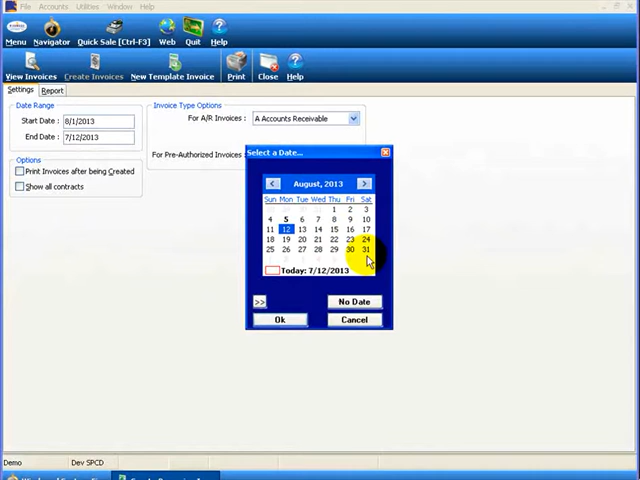 File Accounts Utilities Window Help
Menu Navigator Quick Sale [Ctrl-F3] Web Quit Help
View Invoices Create Invoices New Template Invoice Print Close Help
Settings Report
Date Range
Start Date : 8/1/2013
End Date : 7/12/2013
Invoice Type Options
For A/R Invoices : A Accounts Receivable
For Pre-Authorized Invoices :
Options
Print Invoices after being Created
Show all contracts
Select a Date...
August, 2013
Sun Mon Tue Wed Thu Fri Sat
1 2 3
4 5 6 7 8 9 10
11 12 13 14 15 16 17
18 19 20 21 22 23 24
25 26 27 28 29 30 31
Today: 7/12/2013
>> No Date
Ok Cancel
Demo Dev SPCD